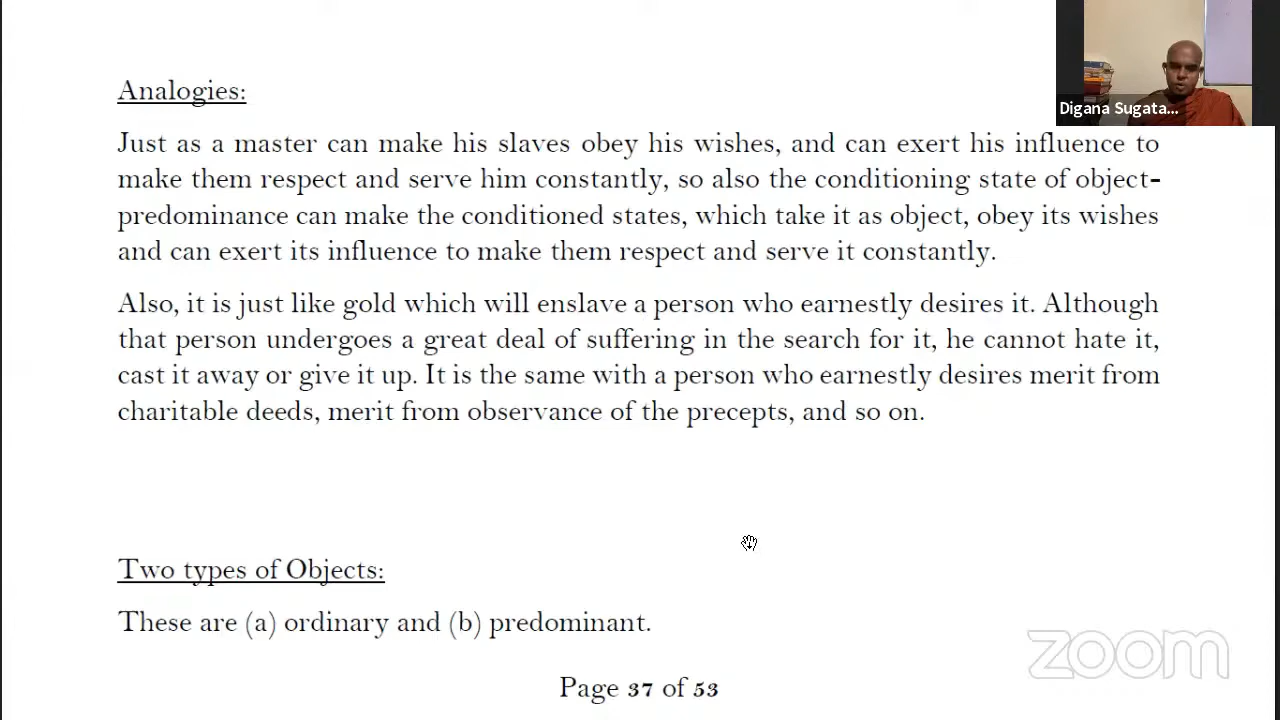 Digana Sugata...
Analogies:
Just as a master can make his slaves obey his wishes, and can exert his influence to
make them respect and serve him constantly, so also the conditioning state of object-
predominance can make the conditioned states, which take it as object, obey its wishes
and can exert its influence to make them respect and serve it constantly.
Also, it is just like gold which will enslave a person who earnestly desires it. Although
that person undergoes a great deal of suffering in the search for it, he cannot hate it,
cast it away or give it up. It is the same with a person who earnestly desires merit from
charitable deeds, merit from observance of the precepts, and so on.
Two types of Objects:
These are (a) ordinary and (b) predominant.
zoom
Page 37 of 53